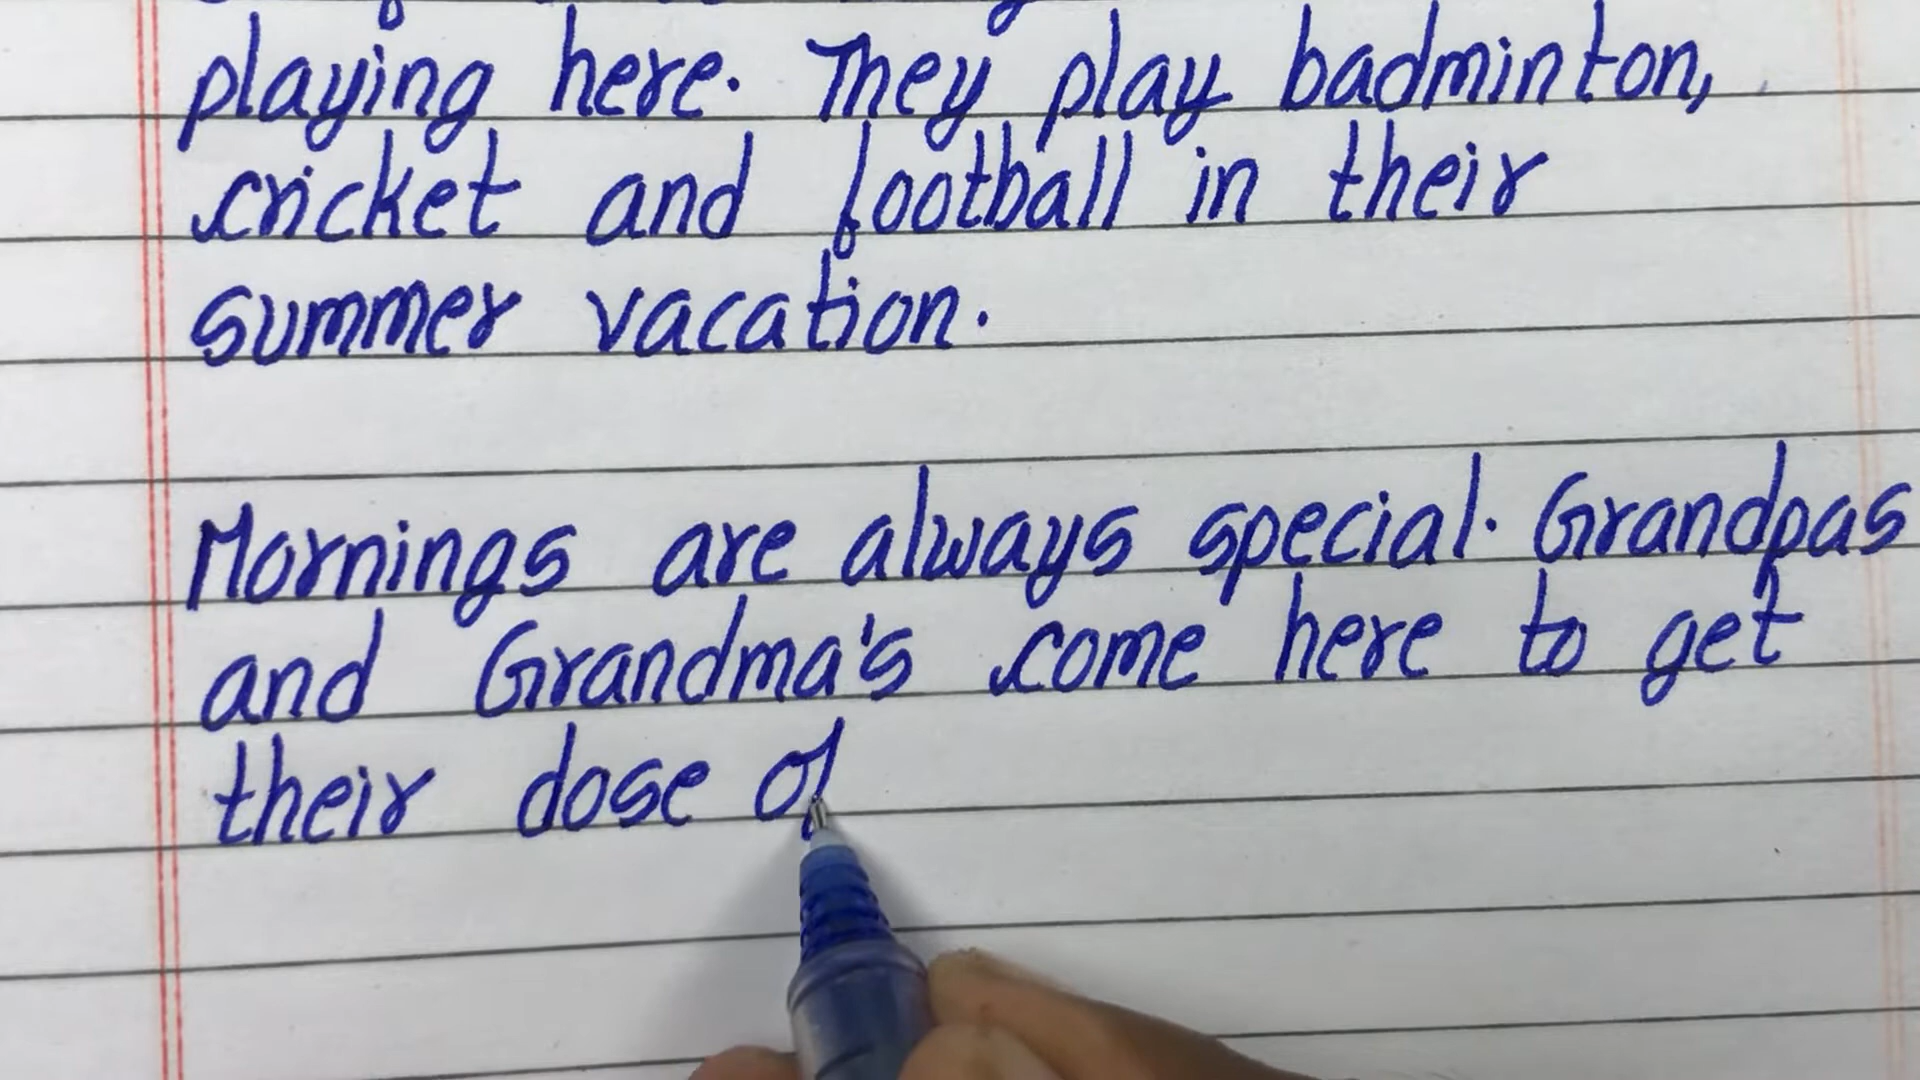 playing here. They play badminton,
cricket and football in their
summer vacation.
Mornings are always special. Grandpas
and Grandma's come here to get
their dose of